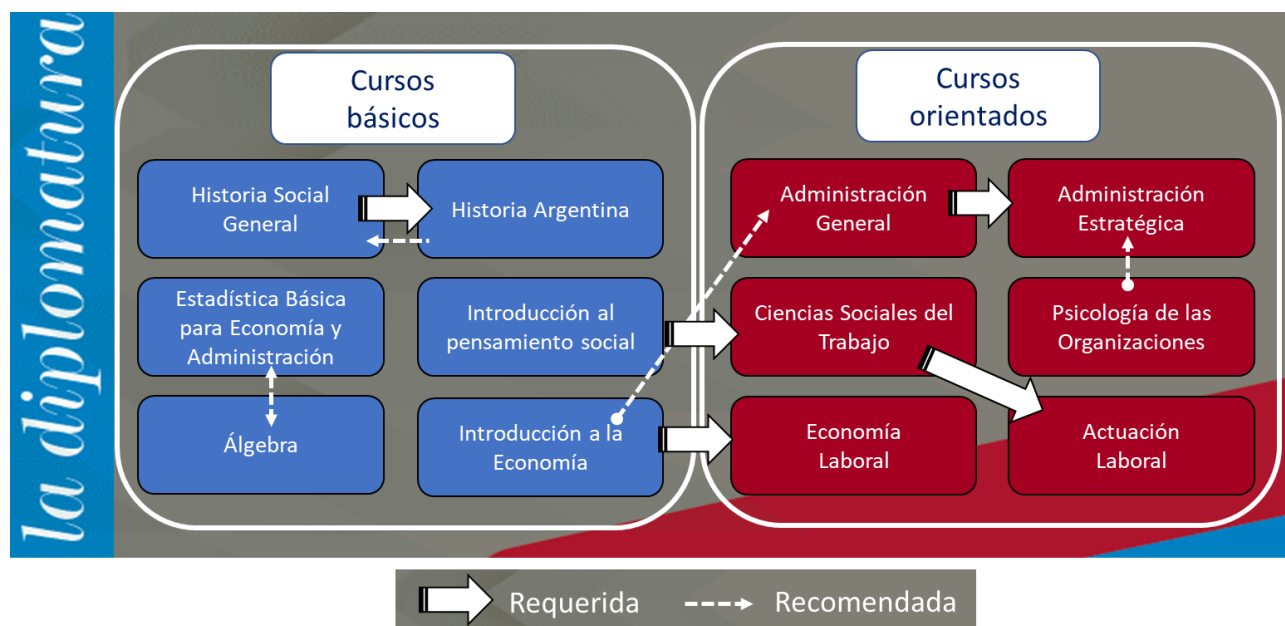 la diplomatura
Cursos
básicos
Cursos
orientados
Historia Social
General
Historia Argentina
Administración
General
Administración
Estratégica
Estadística Básica
para Economía y
Administración
Introducción al
pensamiento social
Ciencias Sociales del
Trabajo
Psicología de las
Organizaciones
Álgebra
Introducción a la
Economía
Economía
Laboral
Actuación
Laboral
Requerida
Recomendada